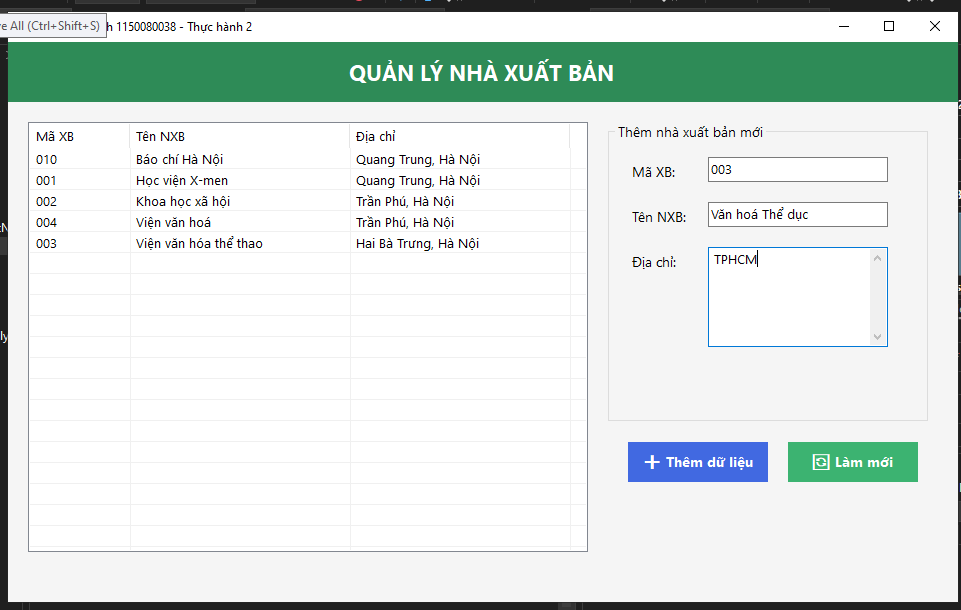 e All (Ctrl+Shift+S)
h 1150080038 - Thực hành 2
QUẢN LÝ NHÀ XUẤT BẢN
Mã XB Tên NXB Địa chỉ
010 Báo chí Hà Nội Quang Trung, Hà Nội
001 Học viện X-men Quang Trung, Hà Nội
002 Khoa học xã hội Trần Phú, Hà Nội
004 Viện văn hoá Trần Phú, Hà Nội
003 Viện văn hóa thể thao Hai Bà Trưng, Hà Nội
Thêm nhà xuất bản mới
Mã XB: 003
Tên NXB: Văn hoá Thể dục
Địa chỉ: TPHCM
Thêm dữ liệu
Làm mới